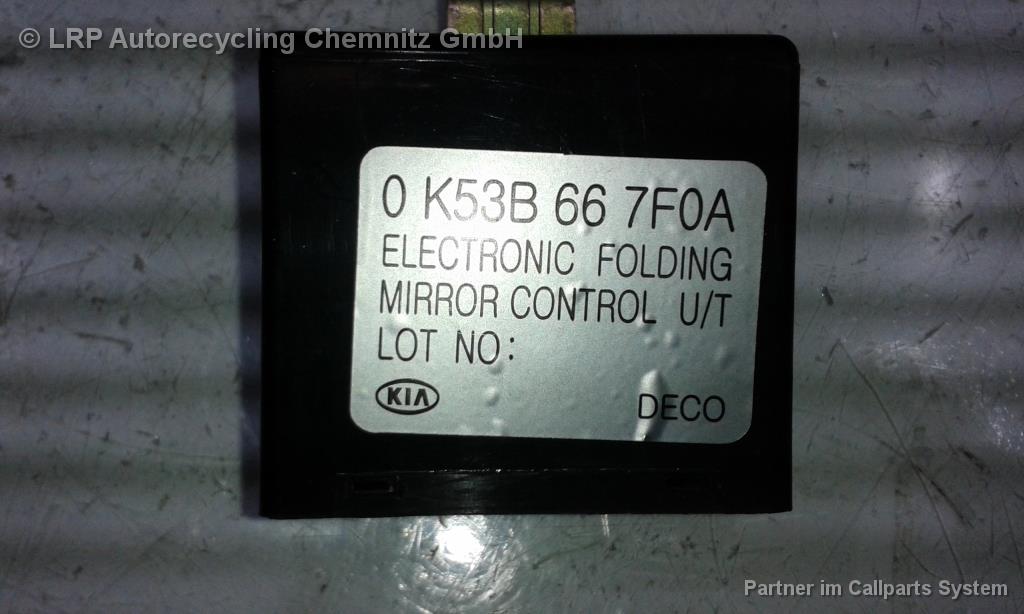 © LRP Autorecycling Chemnitz GmbH
0 K53B 66 7F0A
ELECTRONIC FOLDING
MIRROR CONTROL U/T
LOT NO:
KIA DECO
Partner im Callparts System